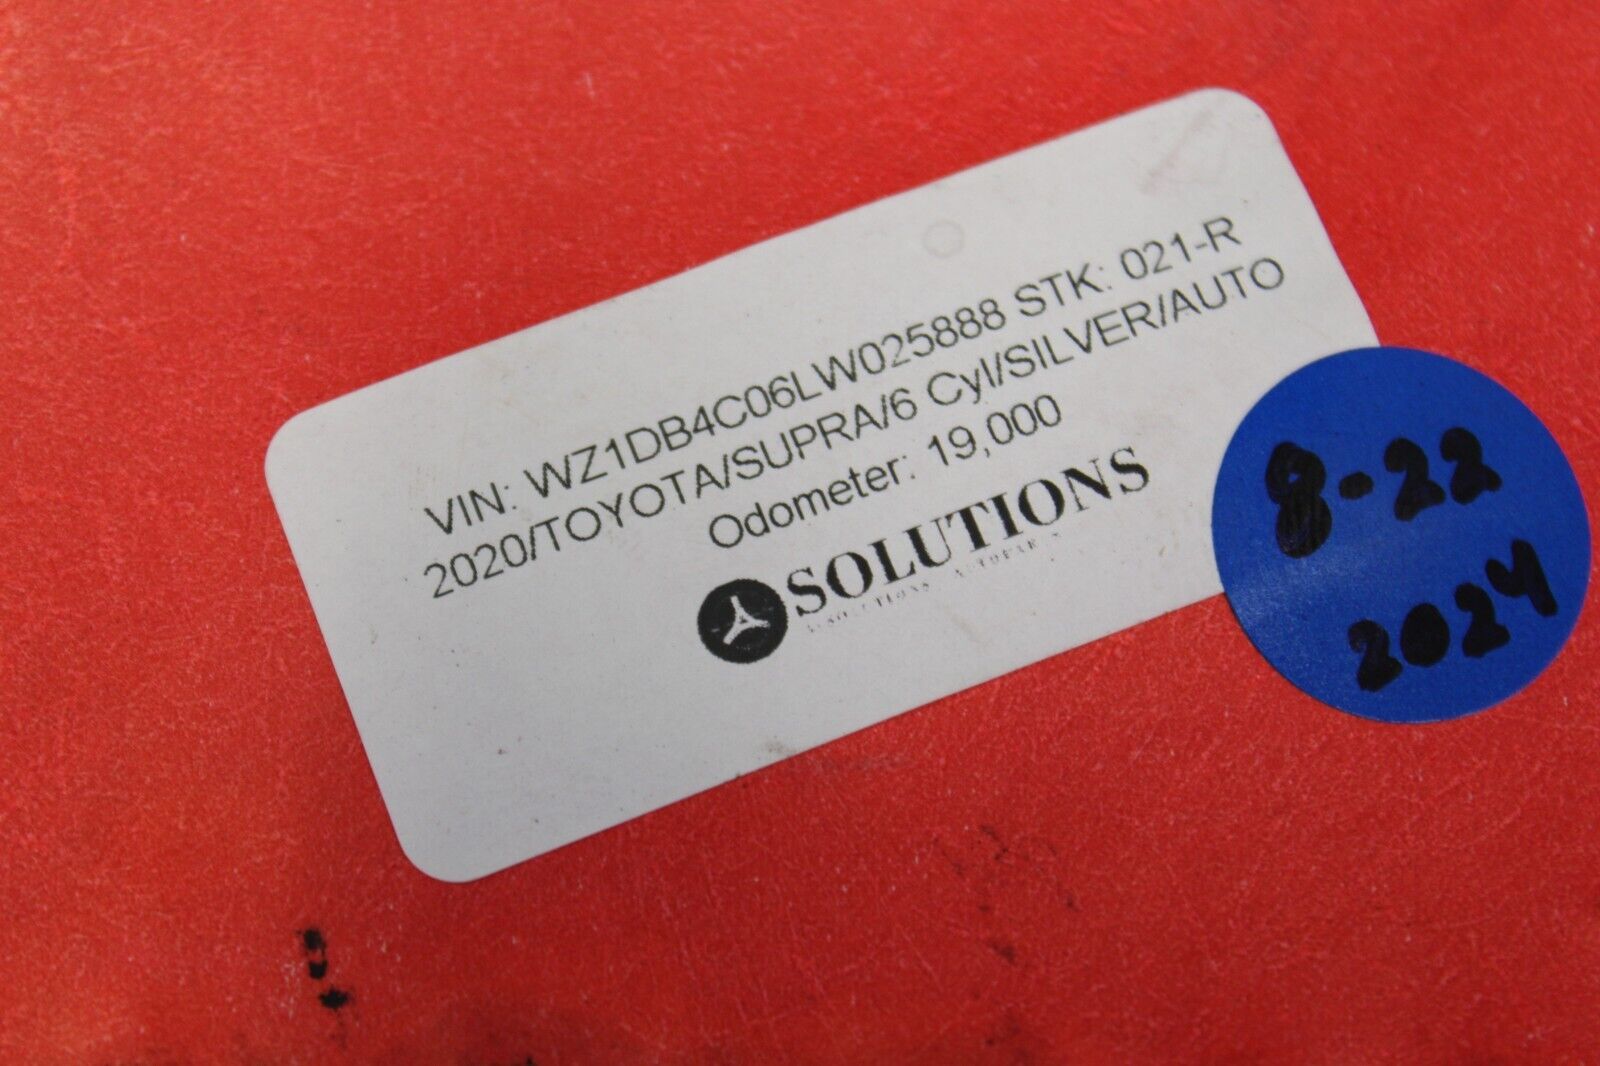 VIN: WZ1DB4C06LW025888 STK: 021-R
2020/TOYOTA/SUPRA/6 Cyl/SILVER/AUTO
Odometer: 19,000
SOLUTIONS
8-22
2024